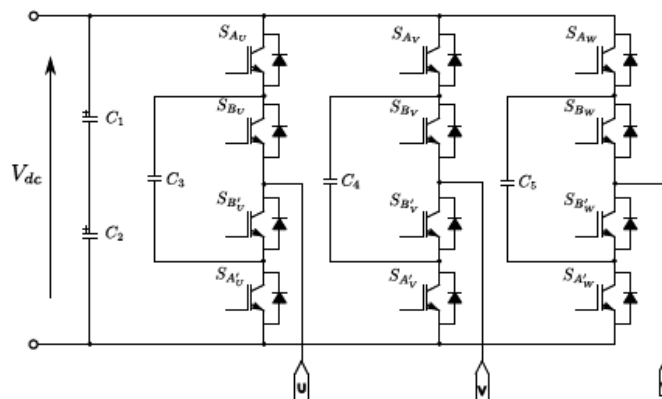 S_{A_U} S_{A_V} S_{A_W}
S_{B_U} S_{B_V} S_{B_W}
C_1
V_{dc} C_3 C_4 C_5
S_{B'_U} S_{B'_V} S_{B'_W}
C_2
S_{A'_U} S_{A'_V} S_{A'_W}
U V